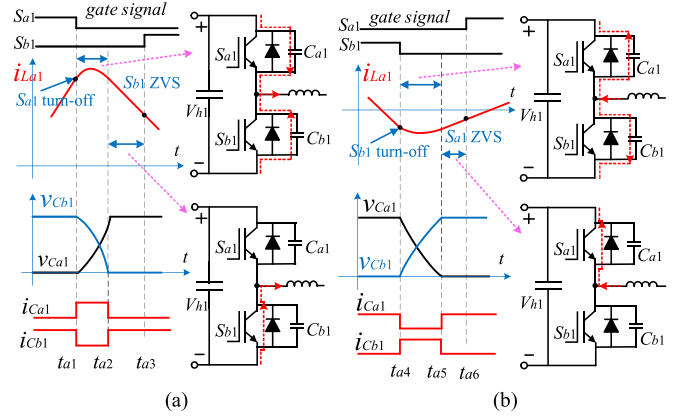 Sa1 gate signal
Sb1
iLa1
Sb1 ZVS
Sa1 turn-off
t
vCb1
vCa1
t
iCa1
iCb1
ta1 ta2 ta3
+
Sa1
Ca1
Vh1
Sb1
Cb1
−
+
Sa1
Ca1
Vh1
Sb1
Cb1
−
(a)
gate signal
Sa1
Sb1
iLa1
t
Sa1 ZVS
Sb1 turn-off
vCa1
vCb1
t
iCa1
iCb1
ta4 ta5 ta6
+
Sa1
Ca1
Vh1
Sb1
Cb1
−
+
Sa1
Ca1
Vh1
Sb1
Cb1
−
(b)